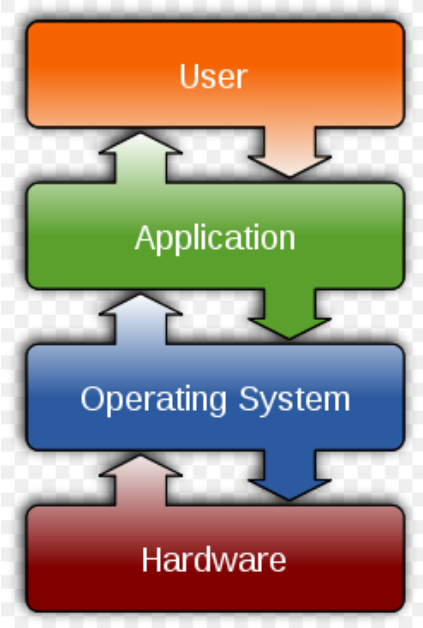 User
Application
Operating System
Hardware